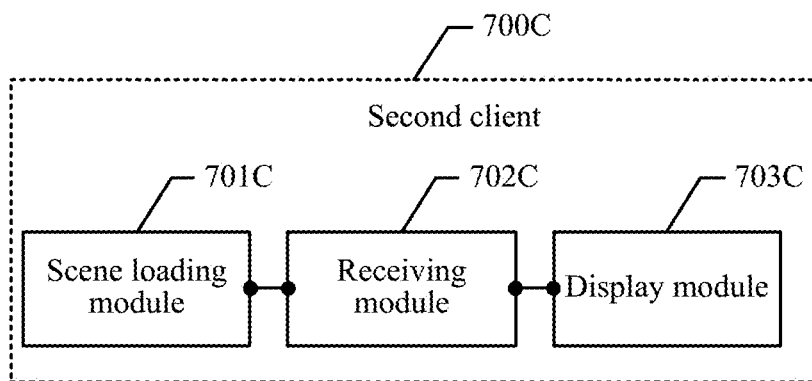 700C
Second client
701C
702C
703C
Scene loading
module
Receiving
module
Display module